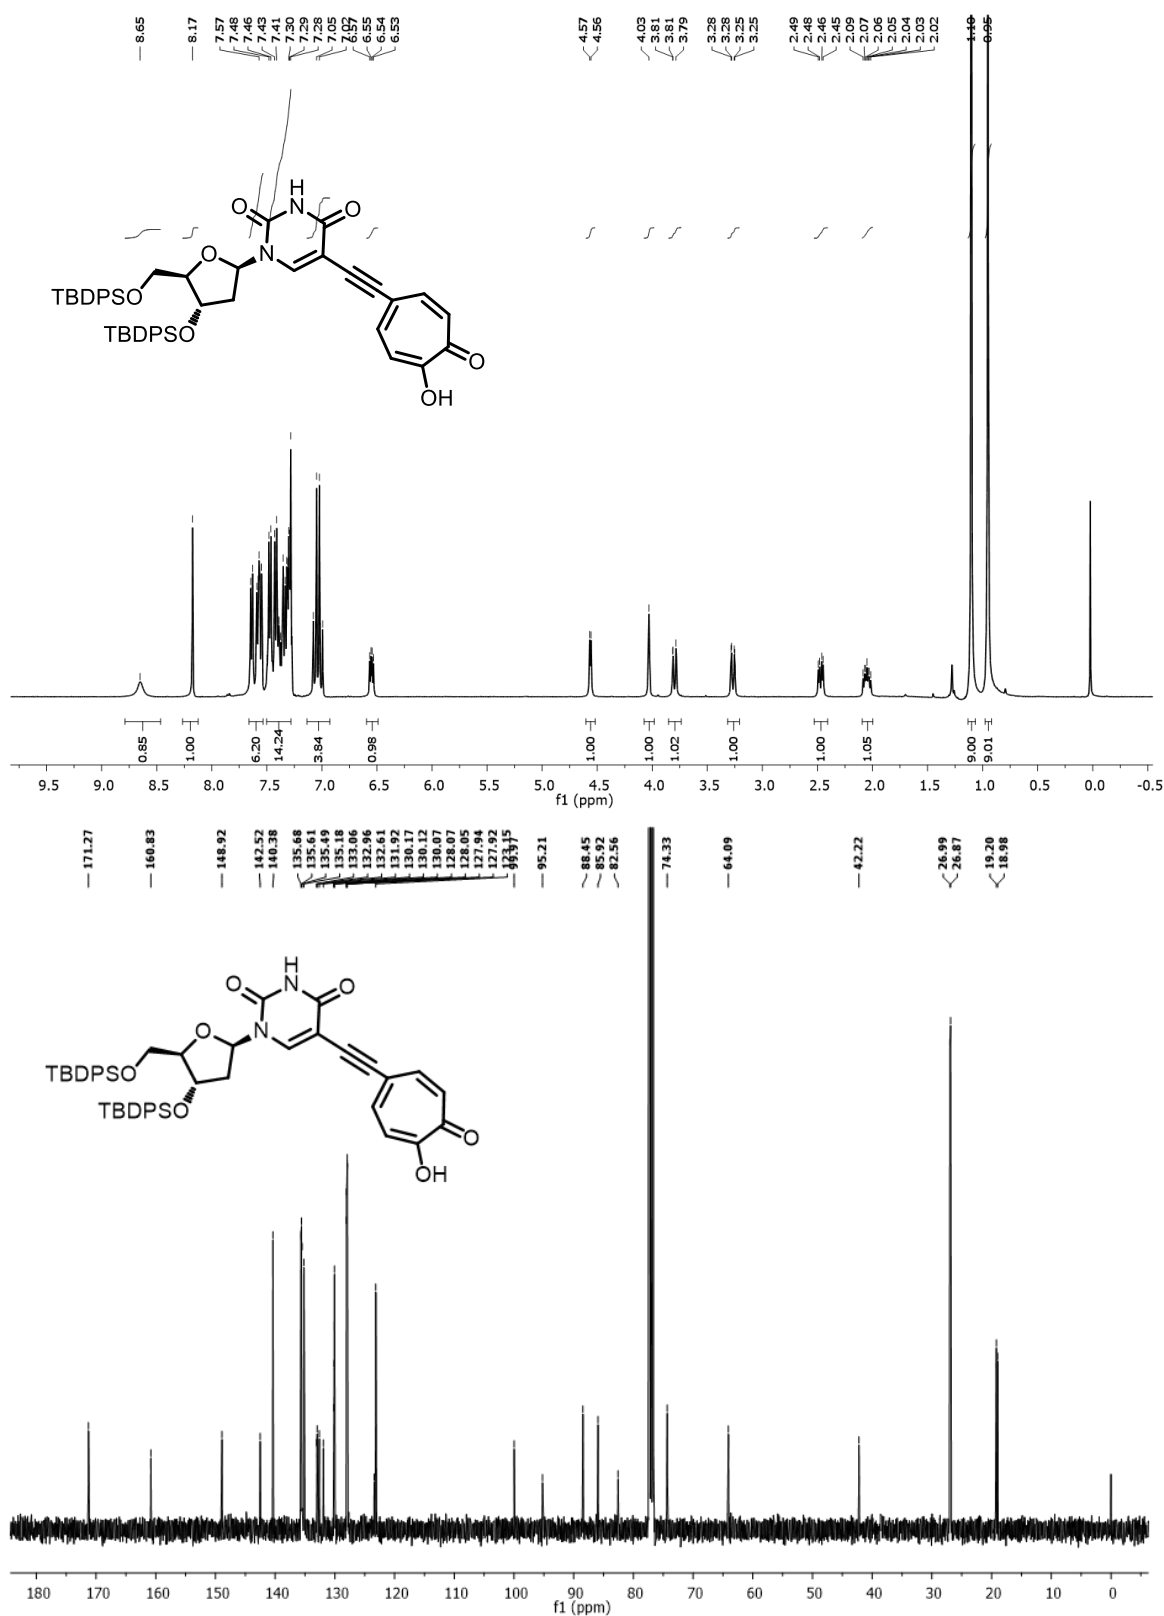 8.65 8.17 7.57 7.48 7.46 7.43 7.41 7.30 7.29 7.28 7.05 7.02 6.57 6.55 6.54 6.53 4.57 4.56 4.03 3.81 3.81 3.79 3.28 3.28 3.25 3.25 2.49 2.48 2.46 2.45 2.09 2.07 2.06 2.05 2.04 2.03 2.02 1.10 0.95
H
O N O
O N
TBDPSO
TBDPSO
O
OH
0.85 1.00 6.20 14.24 3.84 0.98 1.00 1.00 1.02 1.00 1.00 1.05 9.00 9.01
9.5 9.0 8.5 8.0 7.5 7.0 6.5 6.0 5.5 5.0 4.5 4.0 3.5 3.0 2.5 2.0 1.5 1.0 0.5 0.0 -0.5
f1 (ppm)
171.27 160.83 148.92 142.52 140.38 135.68 135.61 135.49 135.18 133.06 132.96 132.61 131.92 130.17 130.12 130.07 128.07 128.05 127.94 127.92 123.15 99.97 95.21 88.45 85.92 82.56 74.33 64.09 42.22 26.99 26.87 19.20 18.98
H
O N O
O N
TBDPSO
TBDPSO
O
OH
180 170 160 150 140 130 120 110 100 90 80 70 60 50 40 30 20 10 0
f1 (ppm)